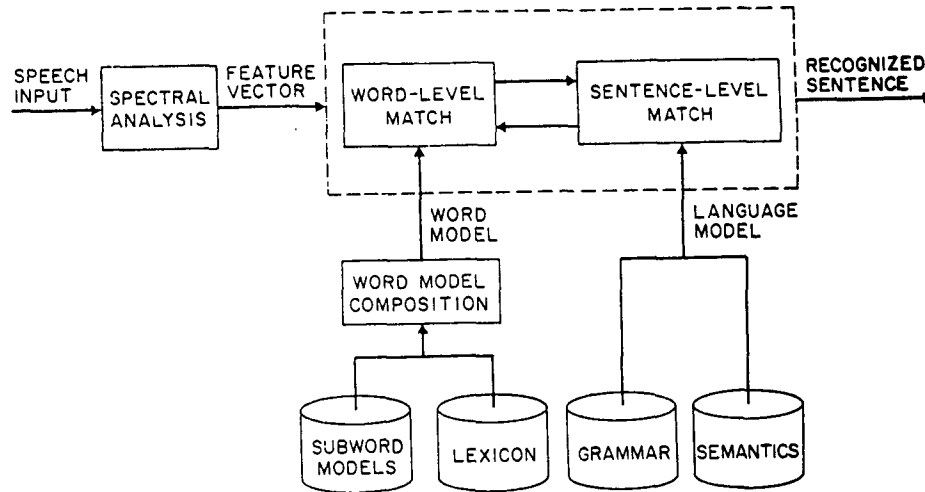 SPEECH
INPUT
SPECTRAL
ANALYSIS
FEATURE
VECTOR
WORD-LEVEL
MATCH
SENTENCE-LEVEL
MATCH
RECOGNIZED
SENTENCE
WORD
MODEL
LANGUAGE
MODEL
WORD MODEL
COMPOSITION
SUBWORD
MODELS
LEXICON
GRAMMAR
SEMANTICS